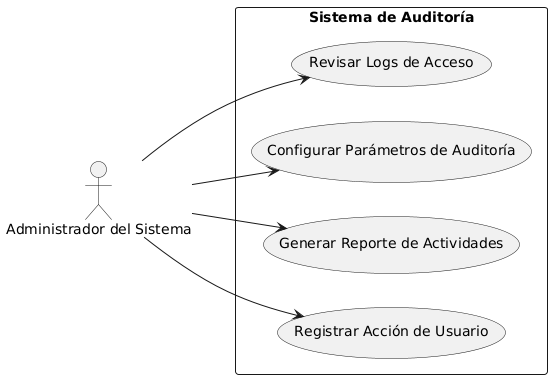 Sistema de Auditoría
Revisar Logs de Acceso
Configurar Parámetros de Auditoría
Administrador del Sistema
Generar Reporte de Actividades
Registrar Acción de Usuario